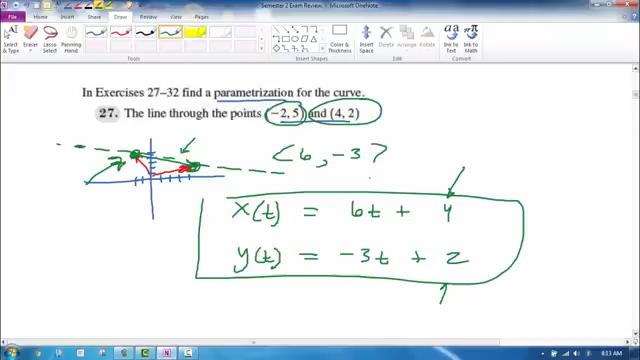 Semester 2 Exam Review. - Microsoft OneNote
File Home Insert Share Draw Review View
Select & Type
Eraser
Lasso Select
Panning Hand
Color & Thickness
Insert Space
Delete
Arrange
Rotate
Ink to Text
Ink to Math
Tools
Insert Shapes
Edit
Convert
In Exercises 27–32 find a parametrization for the curve.
27. The line through the points (−2, 5) and (4, 2)
⟨6, −3⟩
x(t) = 6t + 4
y(t) = −3t + 2
8:13 AM